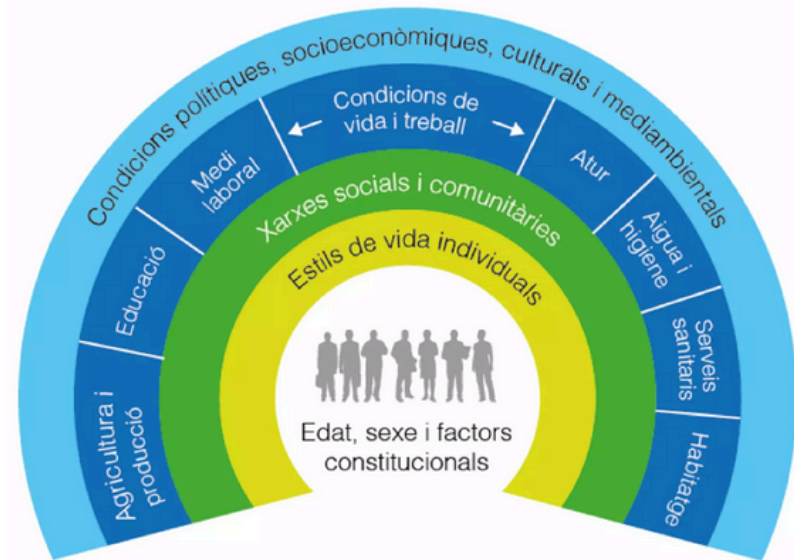 Condicions polítiques, socioeconòmiques, culturals i mediambientals
Agricultura i
producció
Educació
Medi
laboral
Condicions de
vida i treball
Atur
Aigua i
higiene
Serveis
sanitaris
Habitatge
Xarxes socials i comunitàries
Estils de vida individuals
Edat, sexe i factors
constitucionals